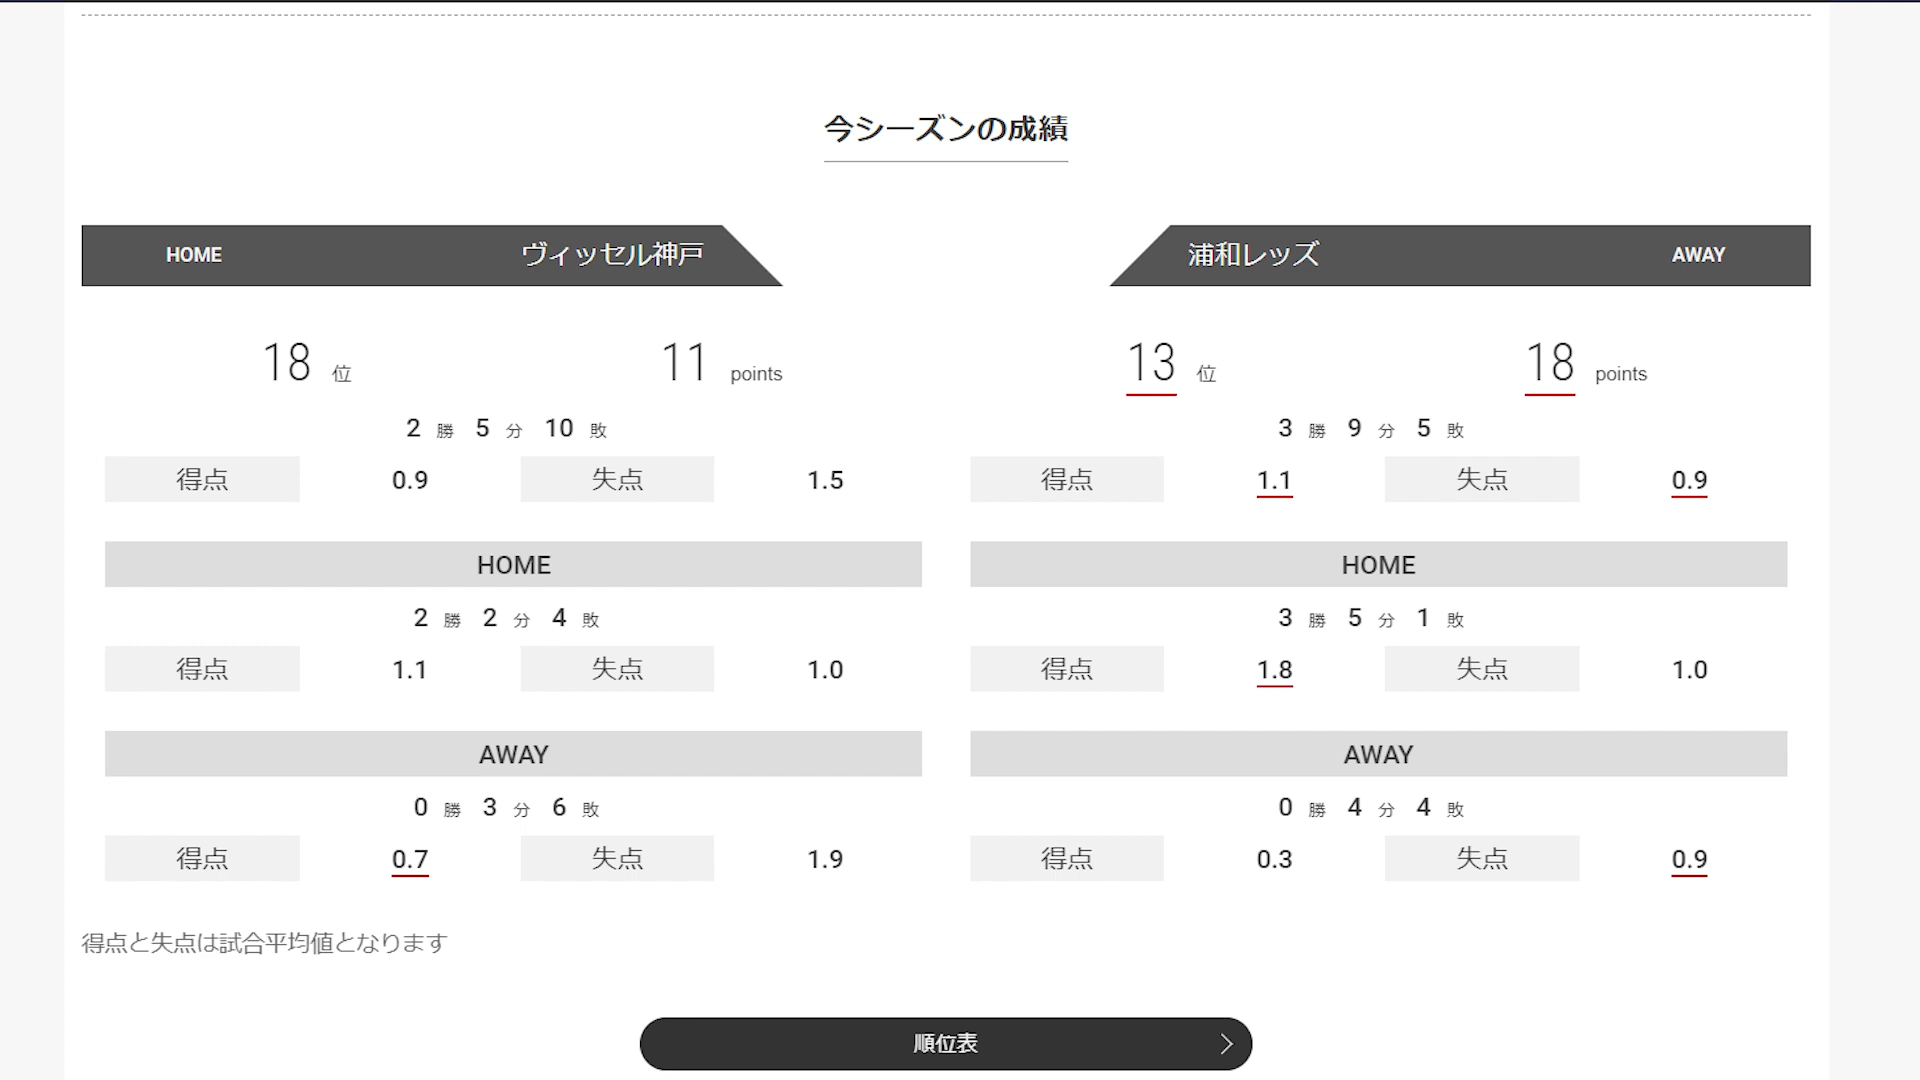 今シーズンの成績
HOME ヴィッセル神戸
浦和レッズ AWAY
18 位 11 points
13 位 18 points
2 勝 5 分 10 敗
3 勝 9 分 5 敗
得点 0.9 失点 1.5
得点 1.1 失点 0.9
HOME
HOME
2 勝 2 分 4 敗
3 勝 5 分 1 敗
得点 1.1 失点 1.0
得点 1.8 失点 1.0
AWAY
AWAY
0 勝 3 分 6 敗
0 勝 4 分 4 敗
得点 0.7 失点 1.9
得点 0.3 失点 0.9
得点と失点は試合平均値となります
順位表